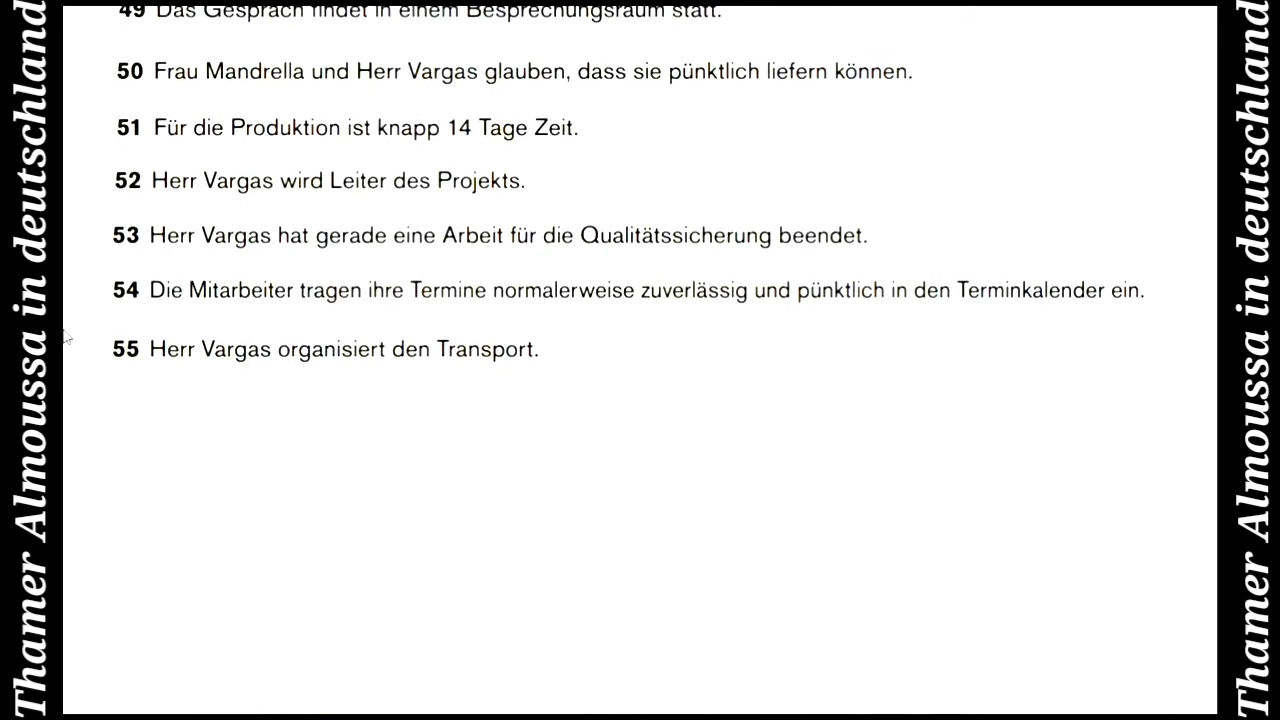 49 Das Gespräch findet in einem Besprechungsraum statt.
50 Frau Mandrella und Herr Vargas glauben, dass sie pünktlich liefern können.
51 Für die Produktion ist knapp 14 Tage Zeit.
52 Herr Vargas wird Leiter des Projekts.
53 Herr Vargas hat gerade eine Arbeit für die Qualitätssicherung beendet.
54 Die Mitarbeiter tragen ihre Termine normalerweise zuverlässig und pünktlich in den Terminkalender ein.
55 Herr Vargas organisiert den Transport.
Thamer Almoussa in deutschland
Thamer Almoussa in deutschland